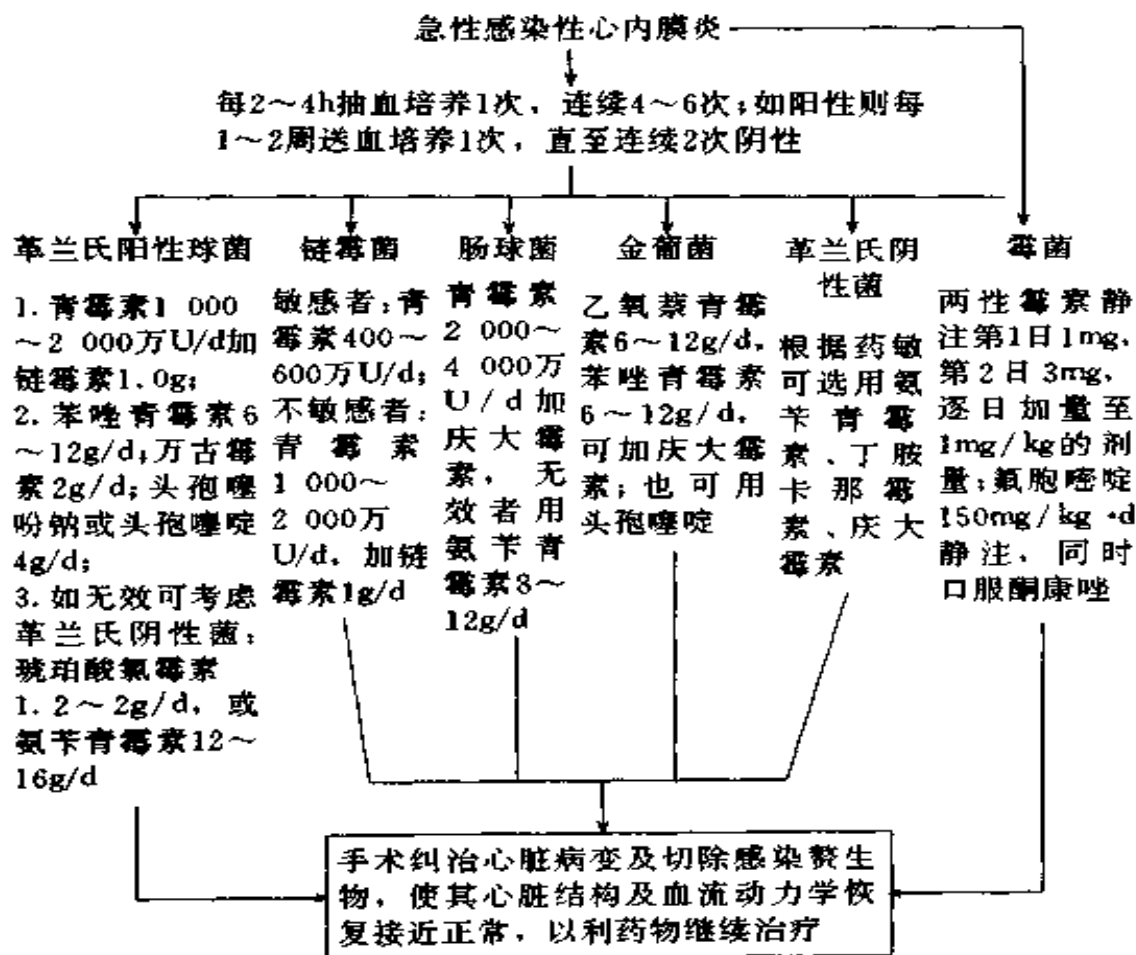 急性感染性心内膜炎
每2～4h抽血培养1次，连续4～6次；如阳性则每
1～2周送血培养1次，直至连续2次阴性
革兰氏阳性球菌
1. 青霉素1 000
～2 000万U/d加
链霉素1.0g；
2. 苯唑青霉素6
～12g/d；万古霉
素2g/d；头孢噻
吩钠或头孢噻啶
4g/d；
3. 如无效可考虑
革兰氏阴性菌：
琥珀酸氯霉素
1. 2～2g/d，或
氨苄青霉素12～
16g/d
链霉菌
敏感者：青
霉素400～
600万U/d；
不敏感者：
青霉素
1 000～
2 000万
U/d，加链
霉素1g/d
肠球菌
青霉素
2 000～
4 000万
U/d加
庆大霉
素，无
效者用
氨苄青
霉素8～
12g/d
金葡菌
乙氧萘青霉
素6～12g/d，
苯唑青霉素
6～12g/d，
可加庆大霉
素；也可用
头孢噻啶
革兰氏阴
性菌
根据药敏
可选用氨
苄青霉
素、丁胺
卡那霉
素、庆大
霉素
霉菌
两性霉素静
注第1日1mg，
第2日3mg，
逐日加量至
1mg/kg的剂
量；氟胞嘧啶
150mg/kg·d
静注，同时
口服酮康唑
手术纠治心脏病变及切除感染赘生
物，使其心脏结构及血流动力学恢
复接近正常，以利药物继续治疗